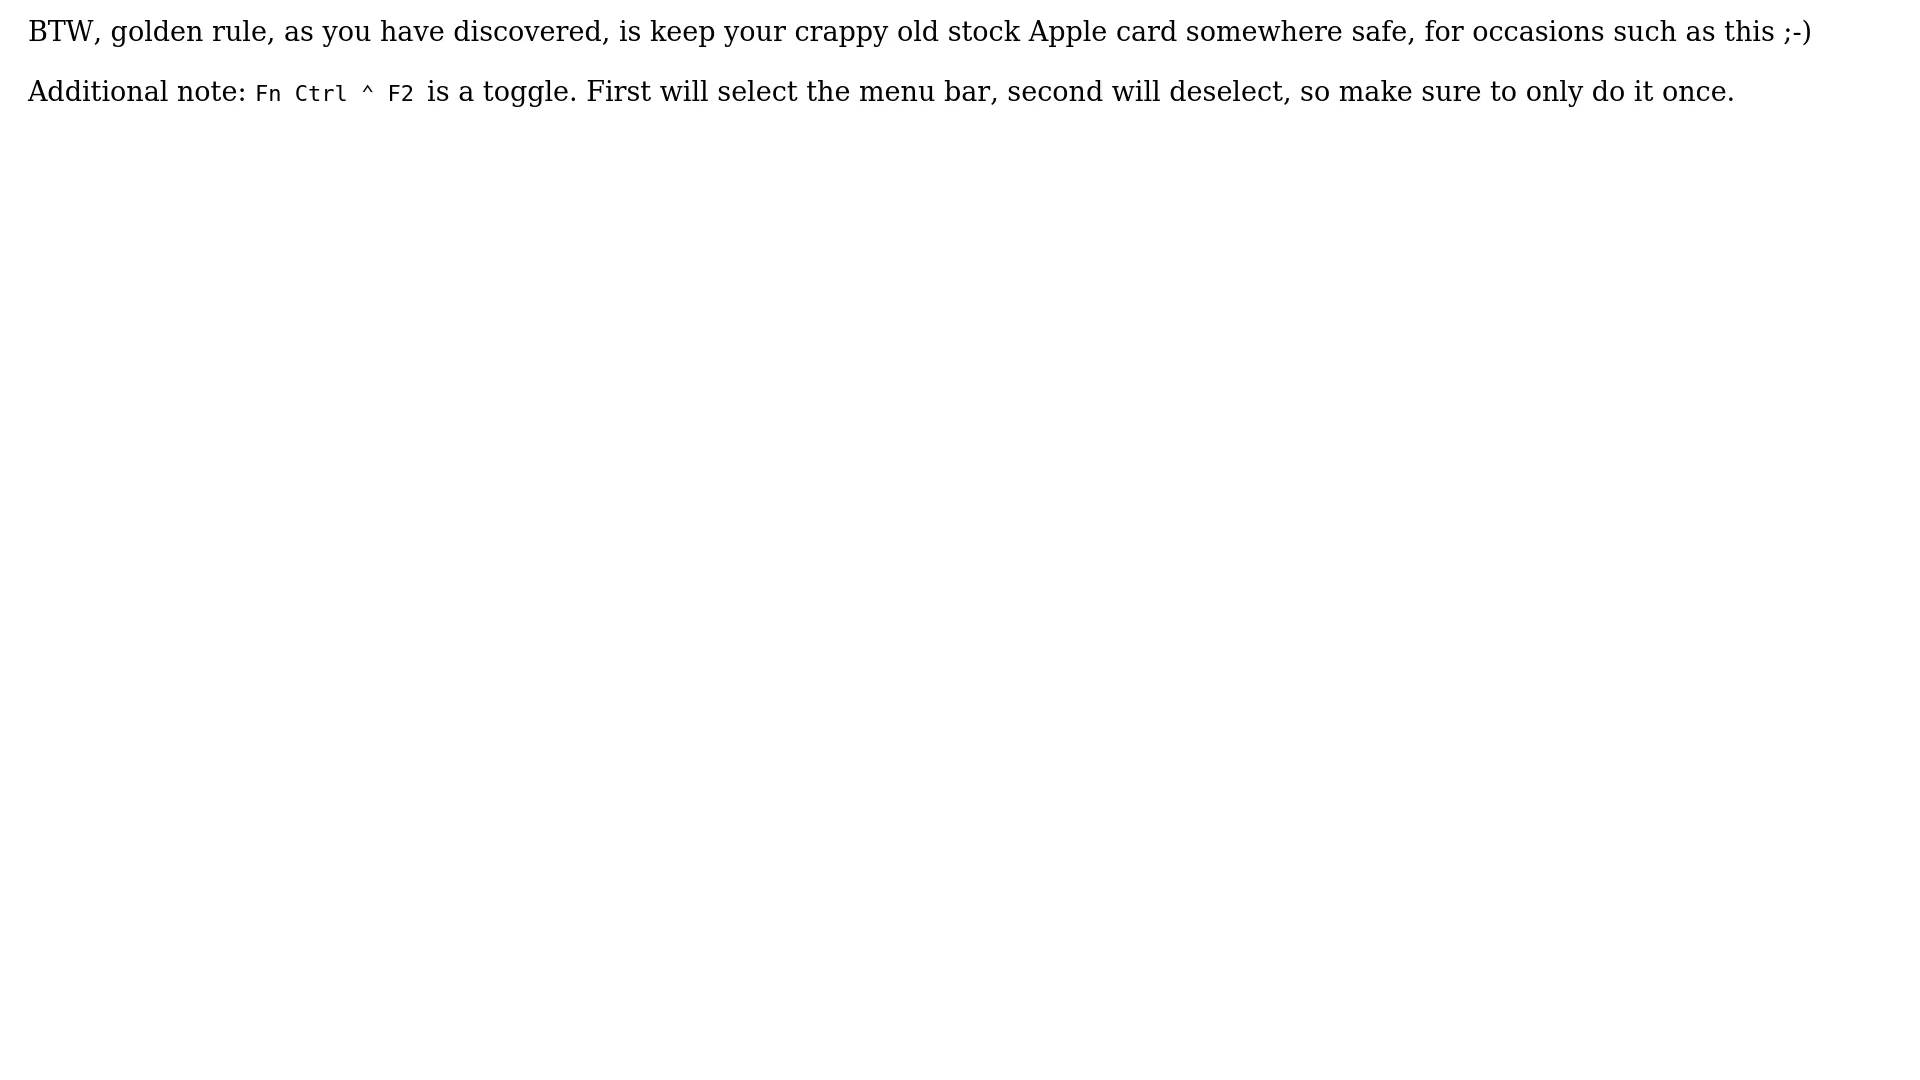 BTW, golden rule, as you have discovered, is keep your crappy old stock Apple card somewhere safe, for occasions such as this ;-)
Additional note: Fn Ctrl ^ F2 is a toggle. First will select the menu bar, second will deselect, so make sure to only do it once.